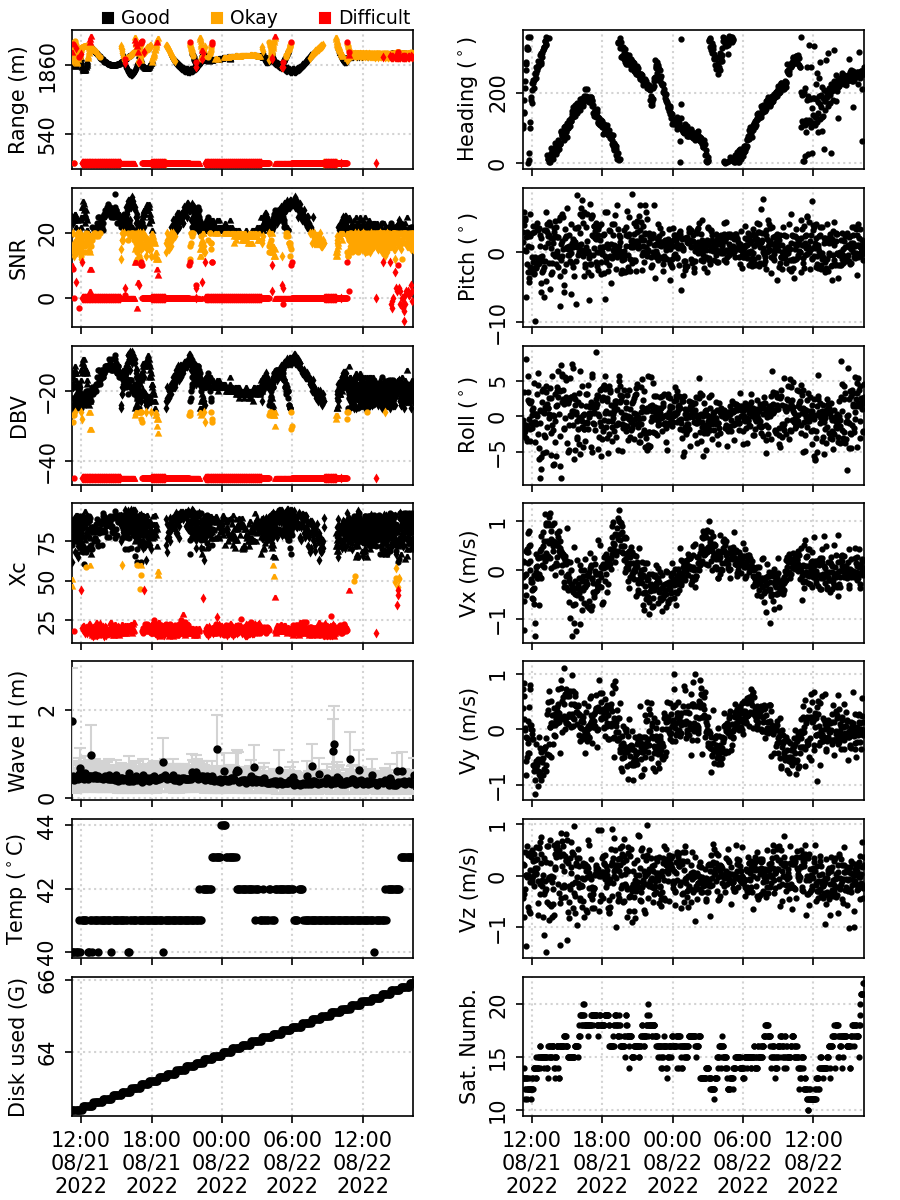 Good Okay Difficult
Range (m)
1860
540
Heading (°)
200
0
SNR
20
0
Pitch (°)
0
−10
DBV
−20
−40
Roll (°)
5
0
−5
Xc
75
50
25
Vx (m/s)
1
0
−1
Wave H (m)
2
0
Vy (m/s)
1
0
−1
Temp (°C)
44
42
40
Vz (m/s)
1
0
−1
Disk used (G)
66
64
Sat. Numb.
20
15
10
12:00 18:00 00:00 06:00 12:00
08/21 08/21 08/22 08/22 08/22
2022 2022 2022 2022 2022
12:00 18:00 00:00 06:00 12:00
08/21 08/21 08/22 08/22 08/22
2022 2022 2022 2022 2022